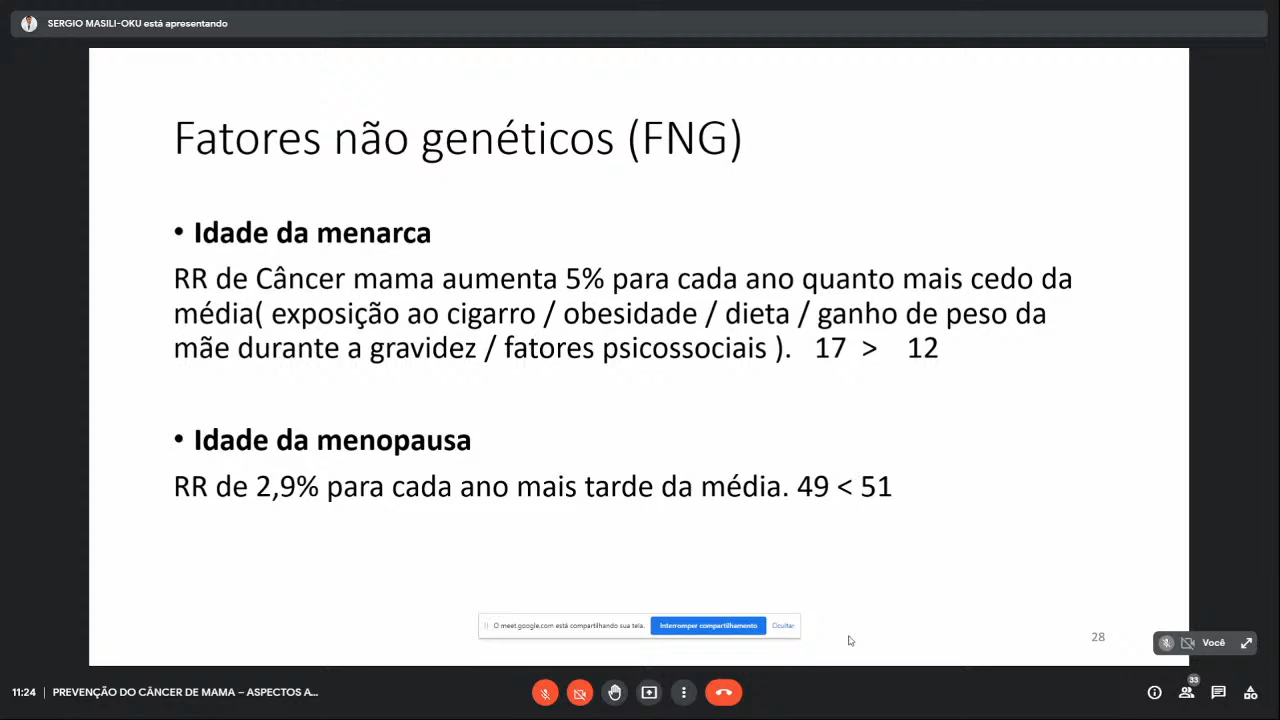 SERGIO MASILI-OKU está apresentando
Fatores não genéticos (FNG)
• Idade da menarca
RR de Câncer mama aumenta 5% para cada ano quanto mais cedo da
média( exposição ao cigarro / obesidade / dieta / ganho de peso da
mãe durante a gravidez / fatores psicossociais ). 17 > 12
• Idade da menopausa
RR de 2,9% para cada ano mais tarde da média. 49 < 51
O meet.google.com está compartilhando sua tela. Interromper compartilhamento Ocultar
28
Você
11:24 | PREVENÇÃO DO CÂNCER DE MAMA – ASPECTOS A...
33